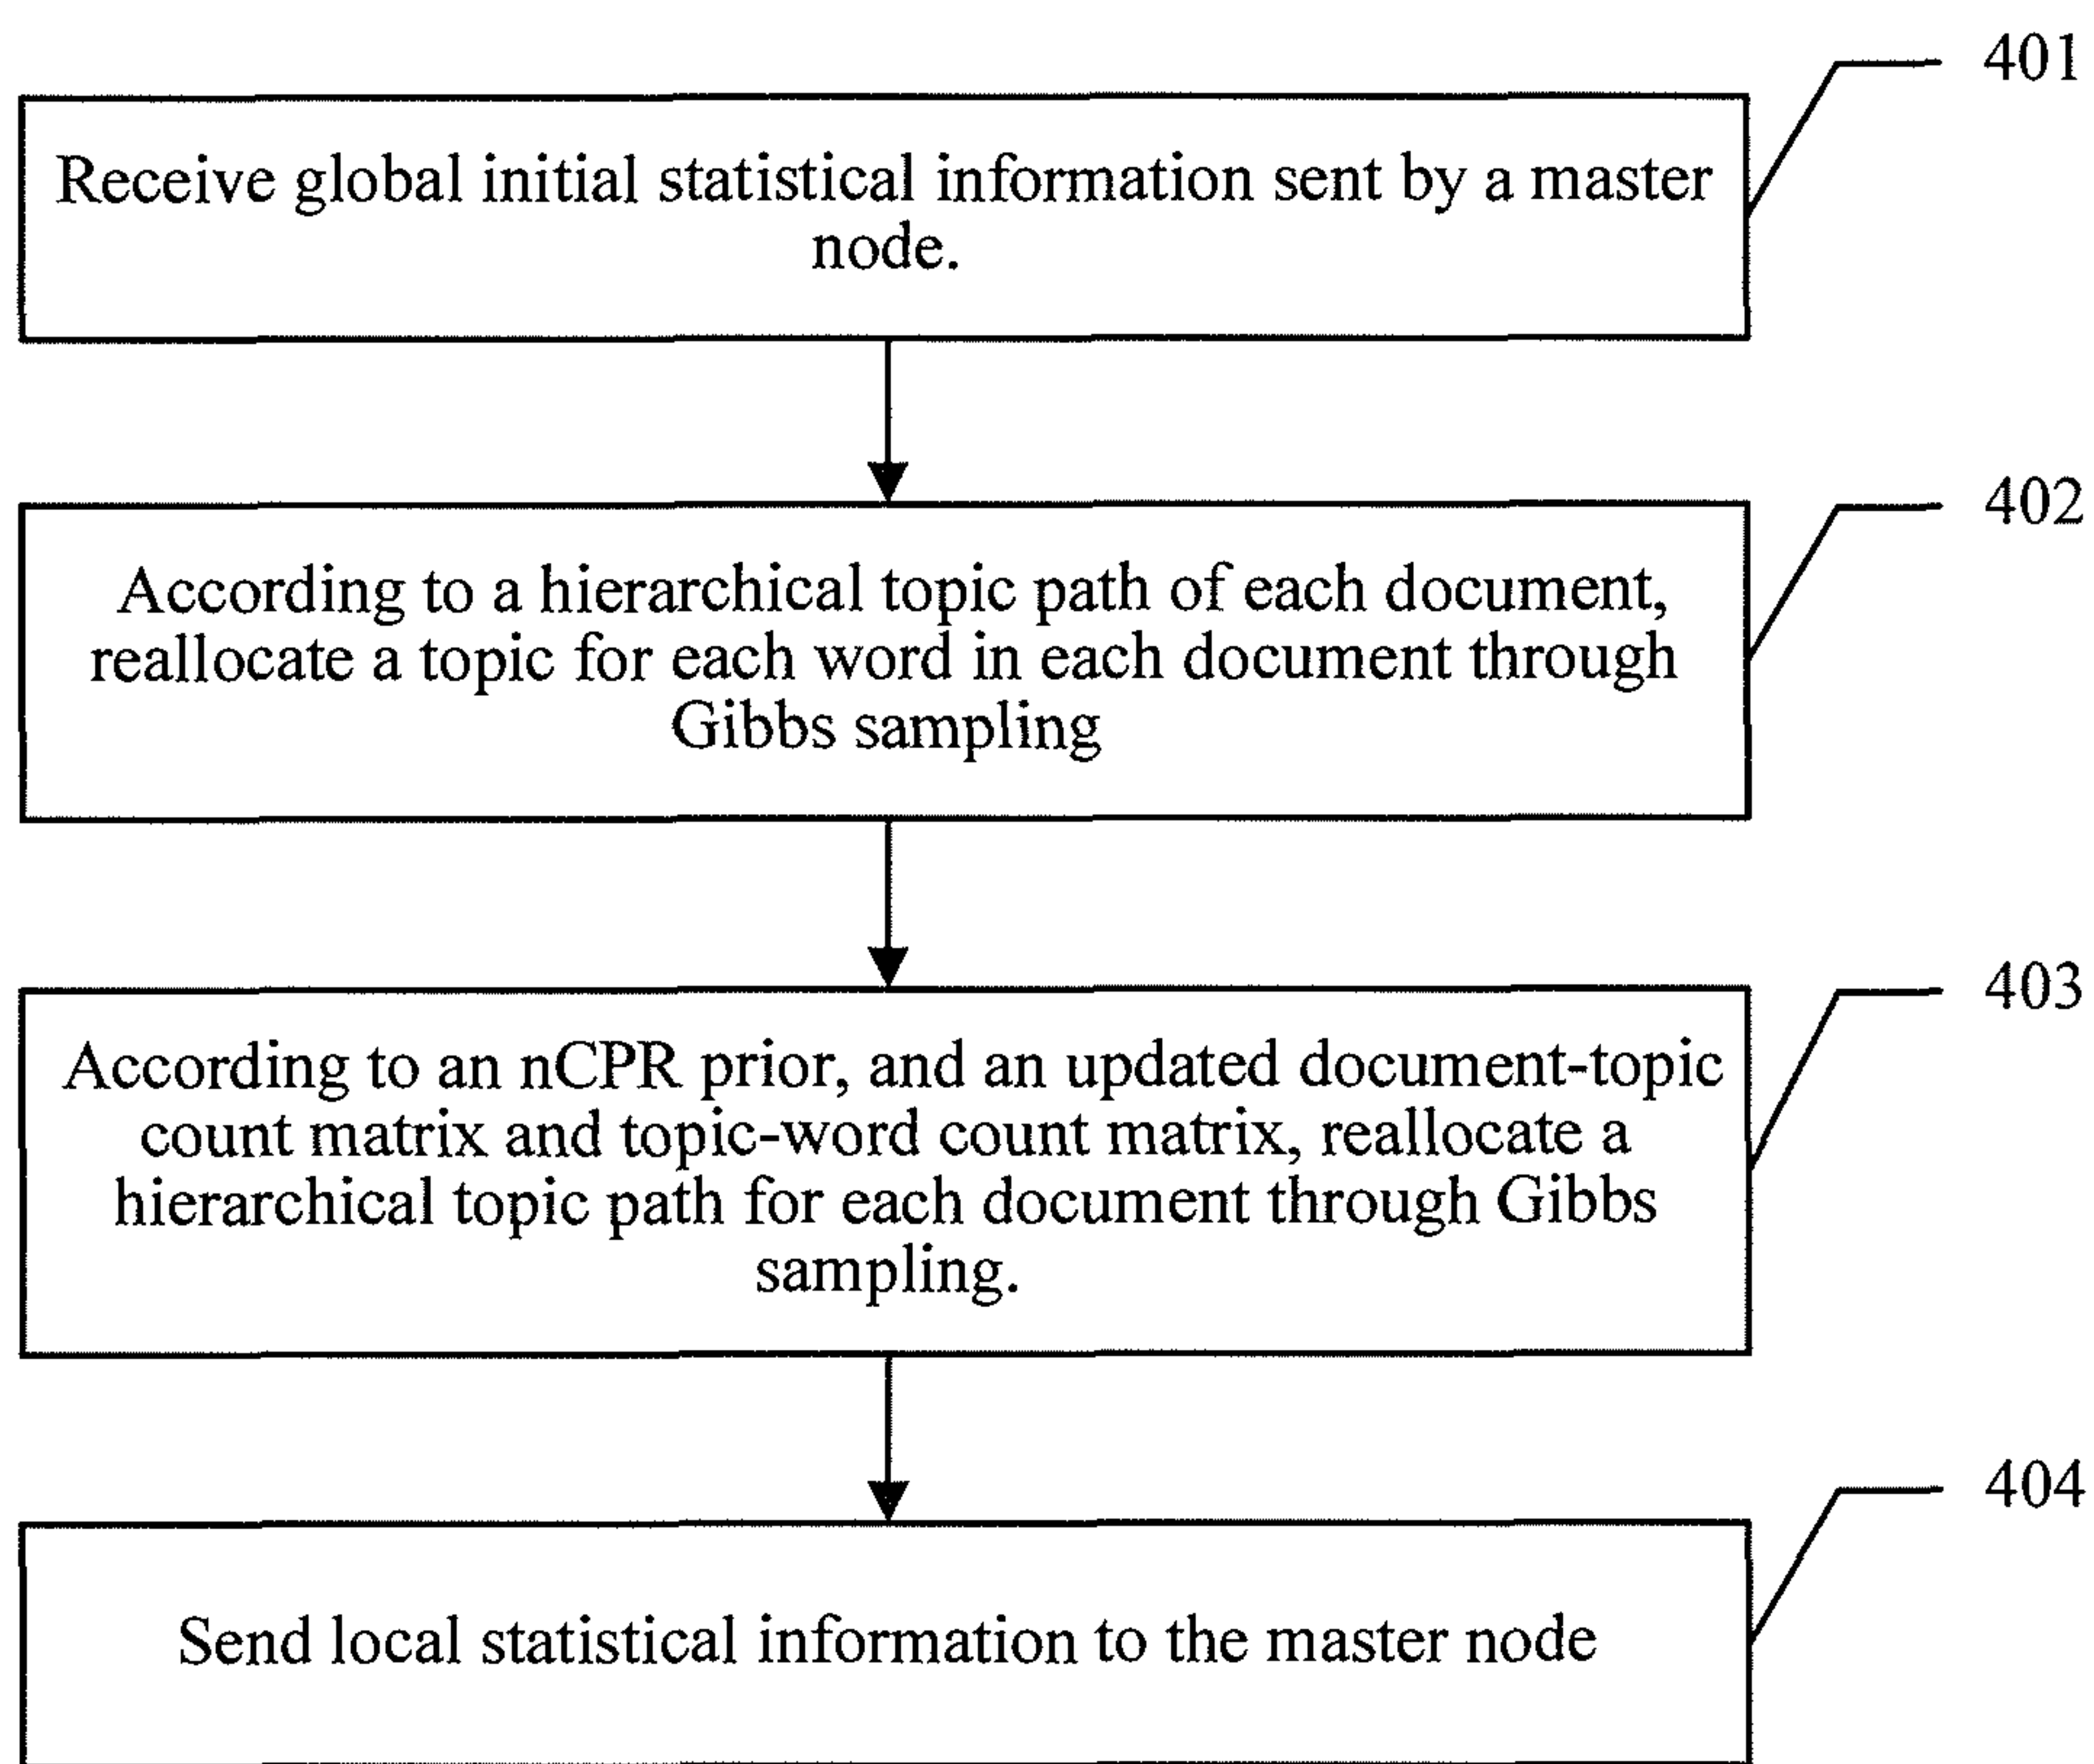 401
Receive global initial statistical information sent by a master
node.
402
According to a hierarchical topic path of each document,
reallocate a topic for each word in each document through
Gibbs sampling
403
According to an nCPR prior, and an updated document-topic
count matrix and topic-word count matrix, reallocate a
hierarchical topic path for each document through Gibbs
sampling.
404
Send local statistical information to the master node